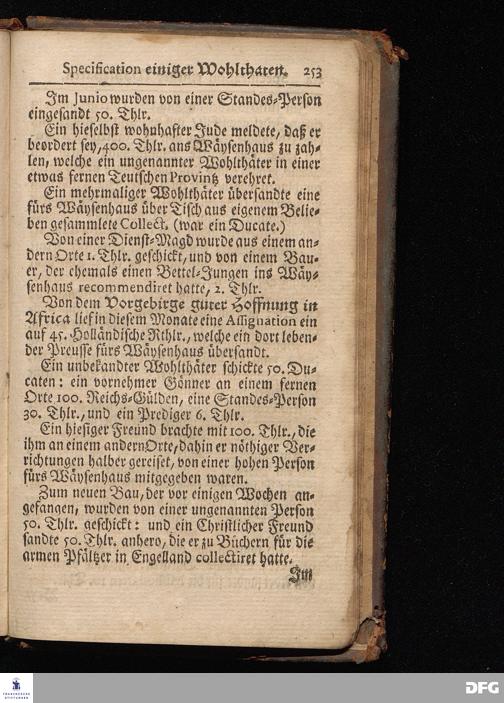 Specification einiger Wohlthaten. 253
Im Junio wurden von einer Standes-Person
eingesandt 50. Thlr.
Ein hieselbst wohnhafter Jude meldete, daß er
beordert sey, 400. Thlr. ans Wäysenhaus zu zah-
len, welche ein ungenannter Wohlthäter in einer
etwas fernen Teutschen Provintz verehret.
Ein mehrmaliger Wohlthäter übersandte eine
fürs Wäysenhaus über Tisch aus eigenem Belie-
ben gesammlete Collect. (war ein Ducate.)
Von einer Dienst-Magd wurde aus einem an-
dern Orte 1. Thlr. geschickt, und von einem Bau-
er, der ehemals einen Bettel-Jungen ins Wäy-
senhaus recommendiret hatte, 2. Thlr.
Von dem Vorgebirge guter Hoffnung in
Africa lief in diesem Monate eine Assignation ein
auf 45. Holländische Rthlr., welche ein dort leben-
der Preusse fürs Wäysenhaus übersandt.
Ein unbekandter Wohlthäter schickte 50. Du-
caten: ein vornehmer Gönner an einem fernen
Orte 100. Reichs-Gülden, eine Standes-Person
30. Thlr., und ein Prediger 6. Thlr.
Ein hiesiger Freund brachte mit 100. Thlr., die
ihm an einem andern Orte, dahin er nöthiger Ver-
richtungen halber gereiset, von einer hohen Person
fürs Wäysenhaus mitgegeben waren.
Zum neuen Bau, der vor einigen Wochen an-
gefangen, wurden von einer ungenannten Person
50. Thlr. geschickt: und ein Christlicher Freund
sandte 50. Thlr. anhero, die er zu Büchern für die
armen Pfältzer in Engelland collectiret hatte.
Im
FRANCKESCHE
STIFTUNGEN
DFG